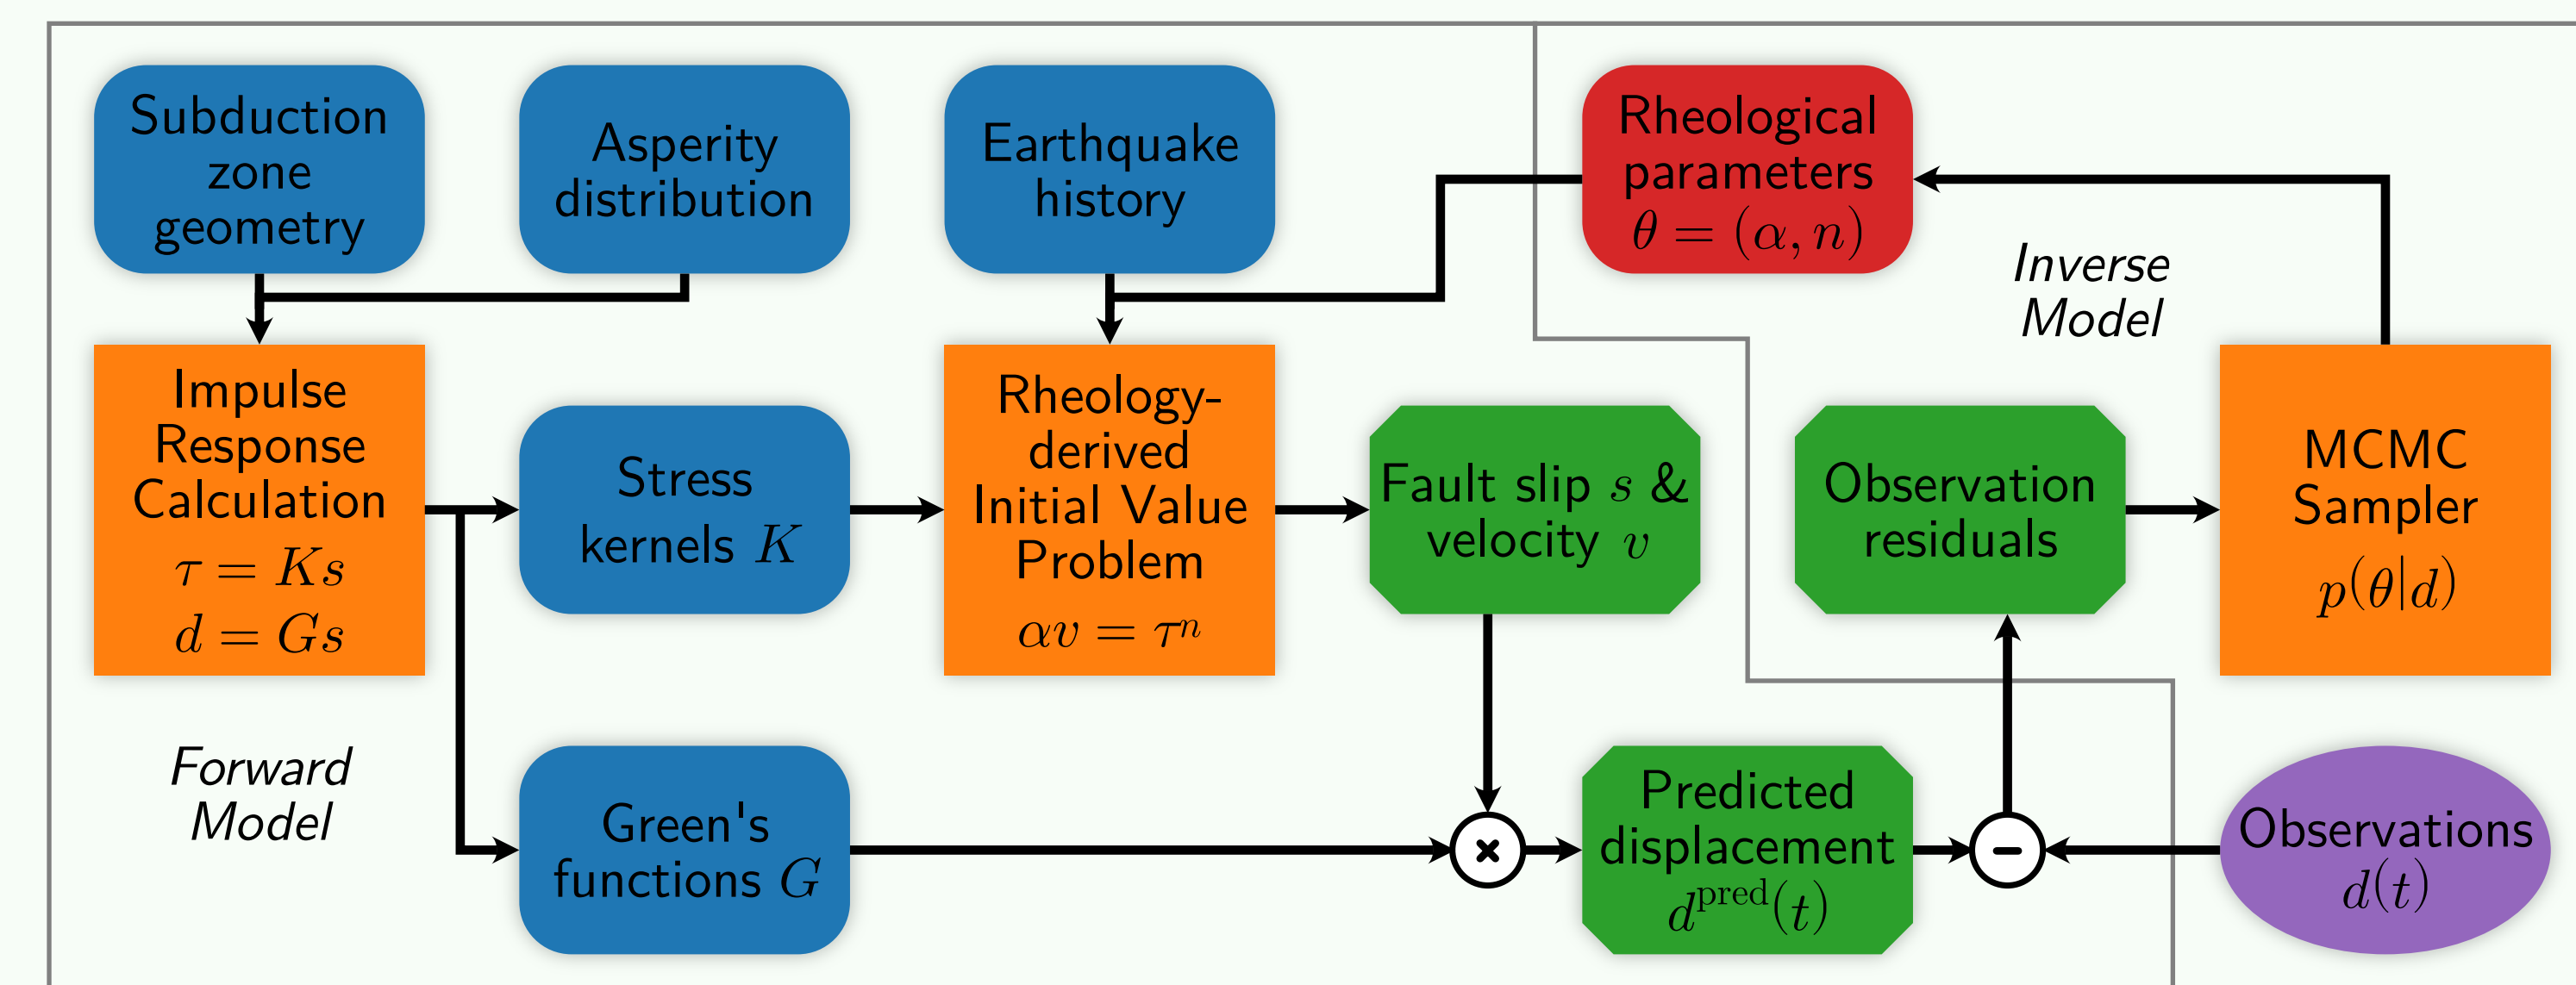 Subduction
zone
geometry
Asperity
distribution
Earthquake
history
Rheological
parameters
θ = (α, n)
Inverse
Model
Impulse
Response
Calculation
τ = Ks
d = Gs
Stress
kernels K
Rheology-
derived
Initial Value
Problem
αv = τⁿ
Fault slip s &
velocity v
Observation
residuals
MCMC
Sampler
p(θ|d)
Forward
Model
Green's
functions G
×
Predicted
displacement
d^pred(t)
−
Observations
d(t)